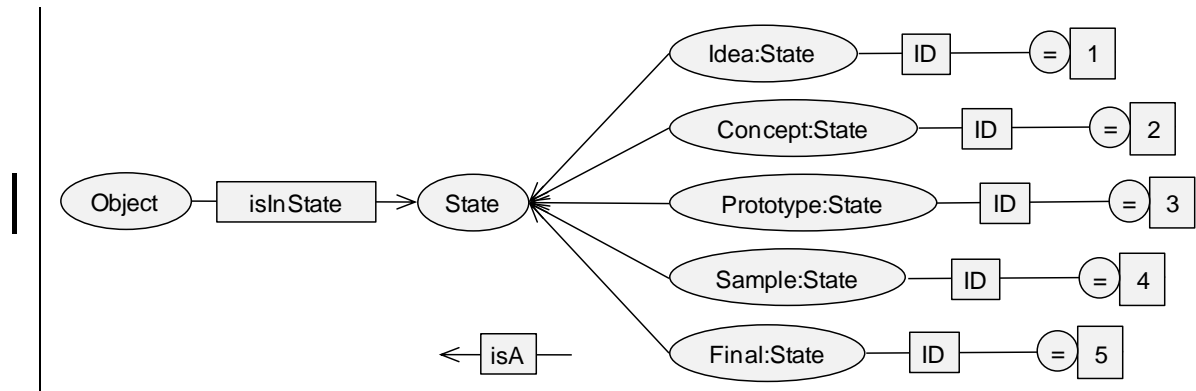 Idea:State ID = 1
Concept:State ID = 2
Object isInState State Prototype:State ID = 3
Sample:State ID = 4
isA Final:State ID = 5